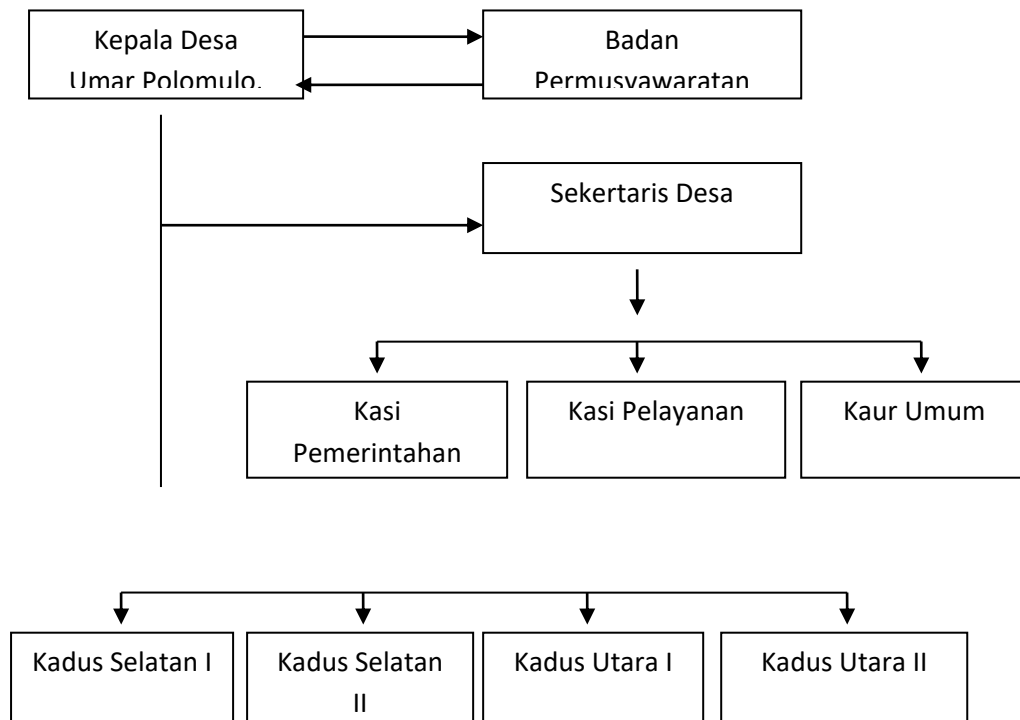 Kepala Desa
Umar Polomulo.
Badan
Permusyawaratan
Sekertaris Desa
Kasi
Pemerintahan
Kasi Pelayanan
Kaur Umum
Kadus Selatan I
Kadus Selatan
II
Kadus Utara I
Kadus Utara II